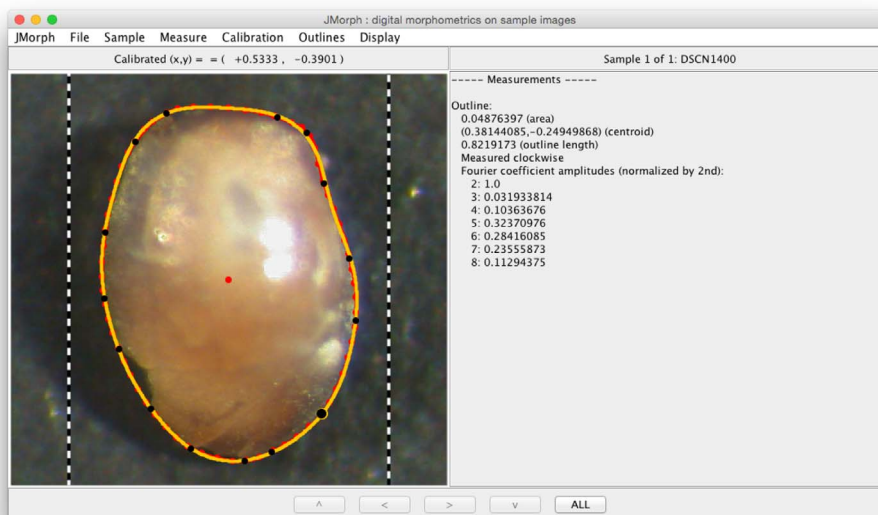 JMorph : digital morphometrics on sample images
JMorph File Sample Measure Calibration Outlines Display
Calibrated (x,y) = = ( +0.5333 , -0.3901 )
Sample 1 of 1: DSCN1400
----- Measurements -----
Outline:
0.04876397 (area)
(0.38144085,-0.24949868) (centroid)
0.8219173 (outline length)
Measured clockwise
Fourier coefficient amplitudes (normalized by 2nd):
2: 1.0
3: 0.031933814
4: 0.10363676
5: 0.32370976
6: 0.28416085
7: 0.23555873
8: 0.11294375
^ < > v ALL